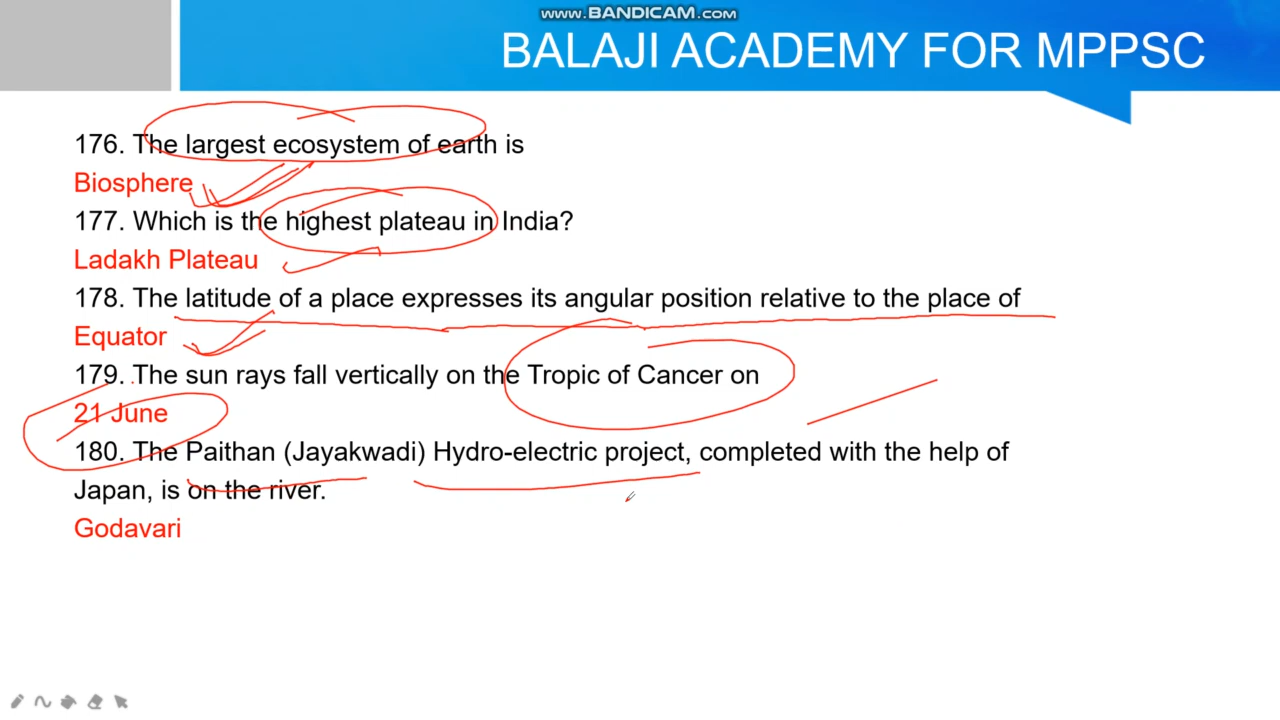 www.BANDICAM.com
BALAJI ACADEMY FOR MPPSC
176. The largest ecosystem of earth is
Biosphere
177. Which is the highest plateau in India?
Ladakh Plateau
178. The latitude of a place expresses its angular position relative to the place of
Equator
179. The sun rays fall vertically on the Tropic of Cancer on
21 June
180. The Paithan (Jayakwadi) Hydro-electric project, completed with the help of
Japan, is on the river.
Godavari